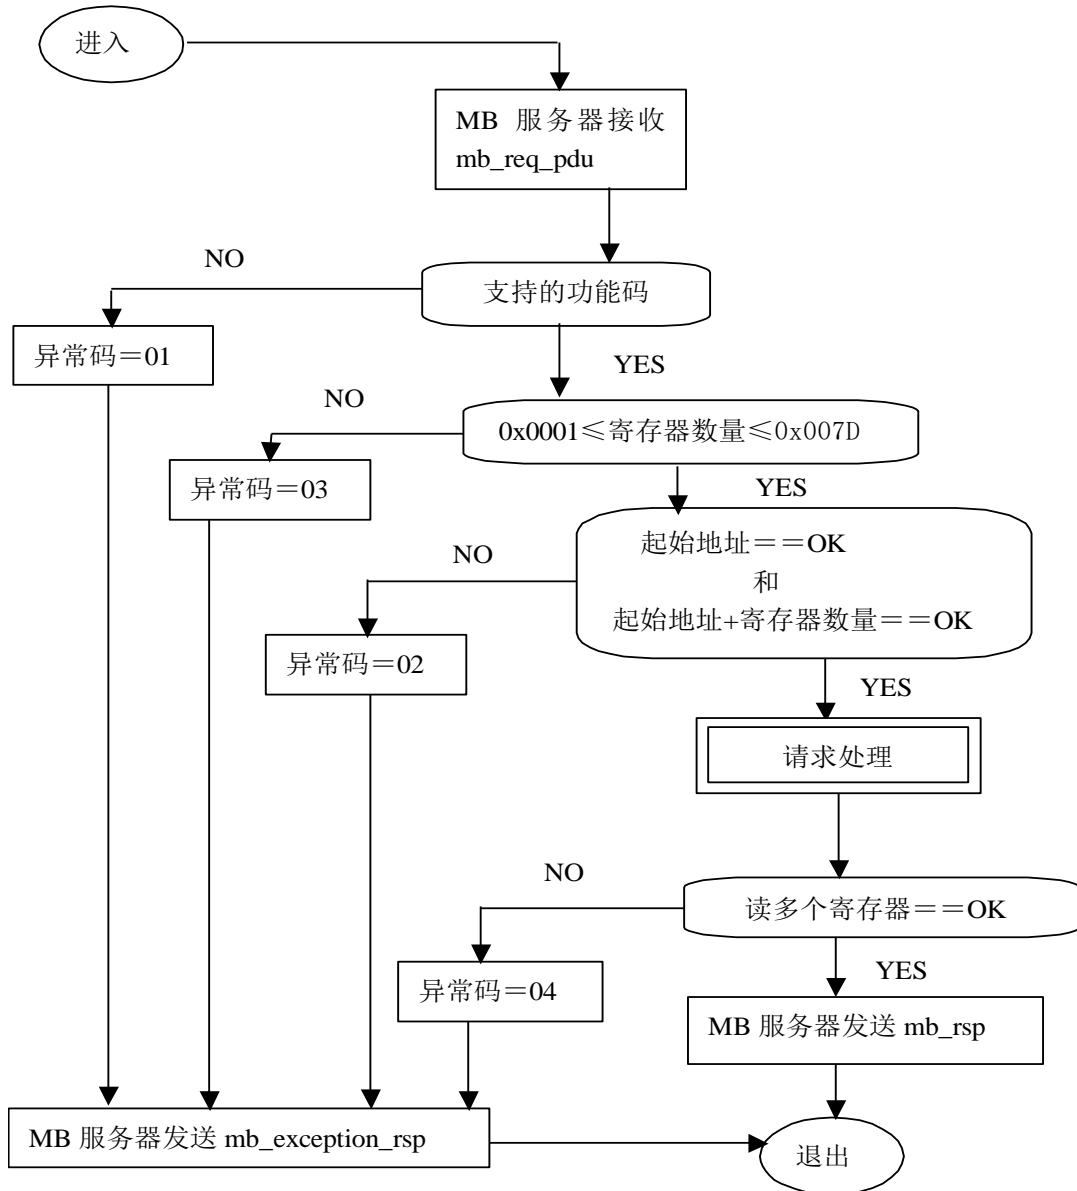 进入
MB 服务器接收
mb_req_pdu
NO
支持的功能码
异常码＝01
YES
NO
0x0001≤寄存器数量≤0x007D
异常码＝03
YES
起始地址＝＝OK
NO
和
起始地址+寄存器数量＝＝OK
异常码＝02
YES
请求处理
NO
读多个寄存器＝＝OK
YES
异常码＝04
MB 服务器发送 mb_rsp
MB 服务器发送 mb_exception_rsp
退出